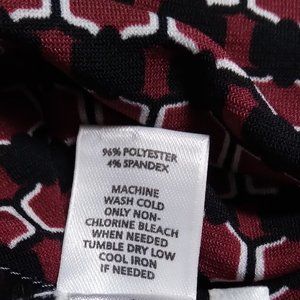 96% POLYESTER
4% SPANDEX
MACHINE
WASH COLD
ONLY NON-
CHLORINE BLEACH
WHEN NEEDED
TUMBLE DRY LOW
COOL IRON
IF NEEDED